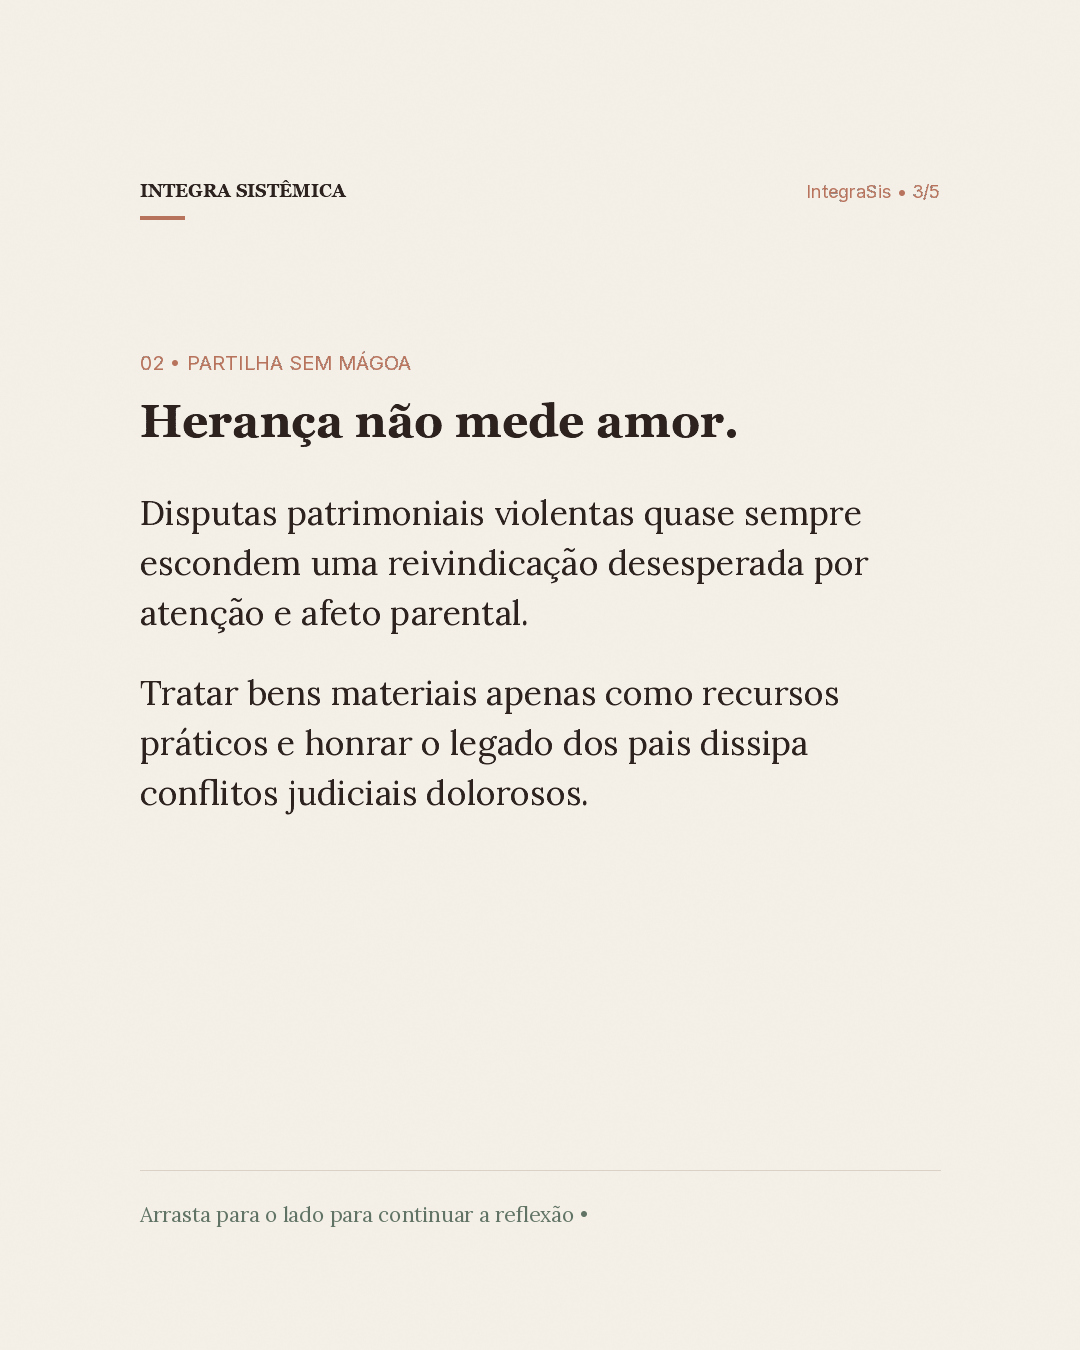 INTEGRA SISTÊMICA
IntegraSis • 3/5
02 • PARTILHA SEM MÁGOA
Herança não mede amor.
Disputas patrimoniais violentas quase sempre
escondem uma reivindicação desesperada por
atenção e afeto parental.
Tratar bens materiais apenas como recursos
práticos e honrar o legado dos pais dissipa
conflitos judiciais dolorosos.
Arrasta para o lado para continuar a reflexão •